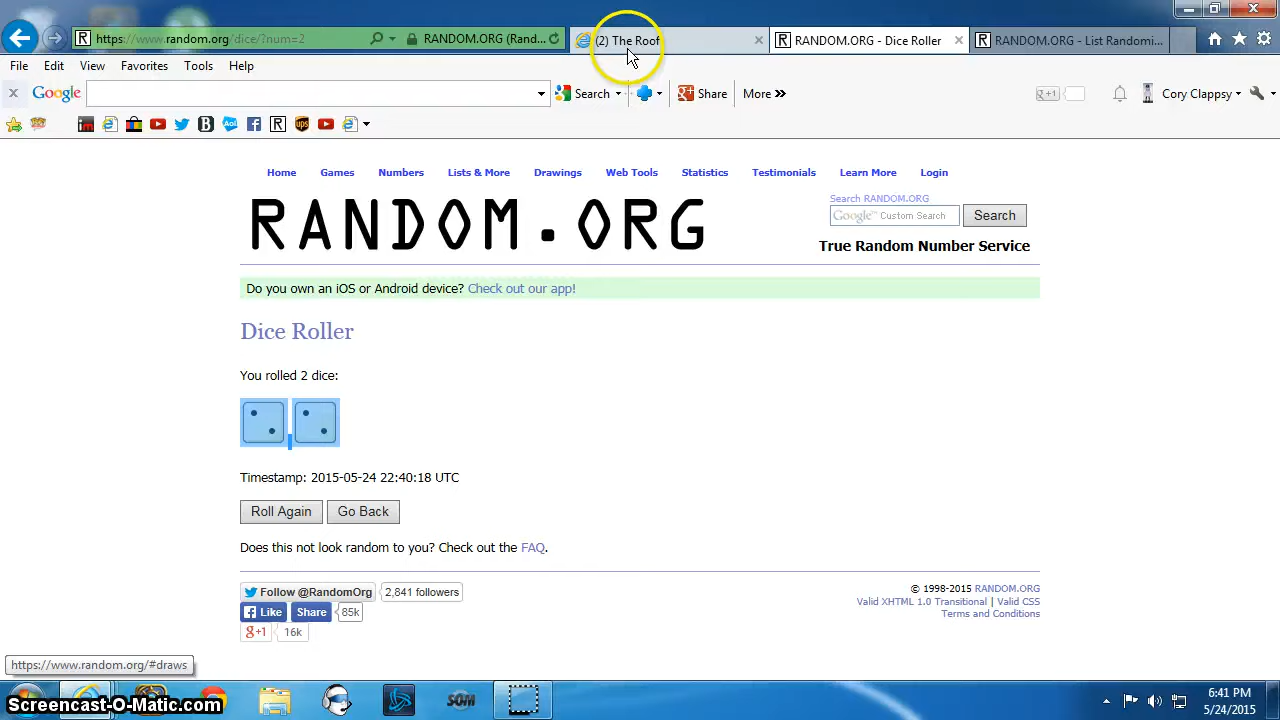 https://www.random.org/dice/?num=2
RANDOM.ORG (Rand...
(2) The Roof
RANDOM.ORG - Dice Roller
RANDOM.ORG - List Randomi...
File Edit View Favorites Tools Help
Google
Search
Share
More
+1
Cory Clappsy
Home Games Numbers Lists & More Drawings Web Tools Statistics Testimonials Learn More Login
RANDOM.ORG
Search RANDOM.ORG
Google™ Custom Search
Search
True Random Number Service
Do you own an iOS or Android device? Check out our app!
Dice Roller
You rolled 2 dice:
Timestamp: 2015-05-24 22:40:18 UTC
Roll Again Go Back
Does this not look random to you? Check out the FAQ.
Follow @RandomOrg 2,841 followers
Like Share 85k
g+1 16k
© 1998-2015 RANDOM.ORG
Valid XHTML 1.0 Transitional | Valid CSS
Terms and Conditions
https://www.random.org/#draws
SOM
6:41 PM
5/24/2015
Screencast-O-Matic.com